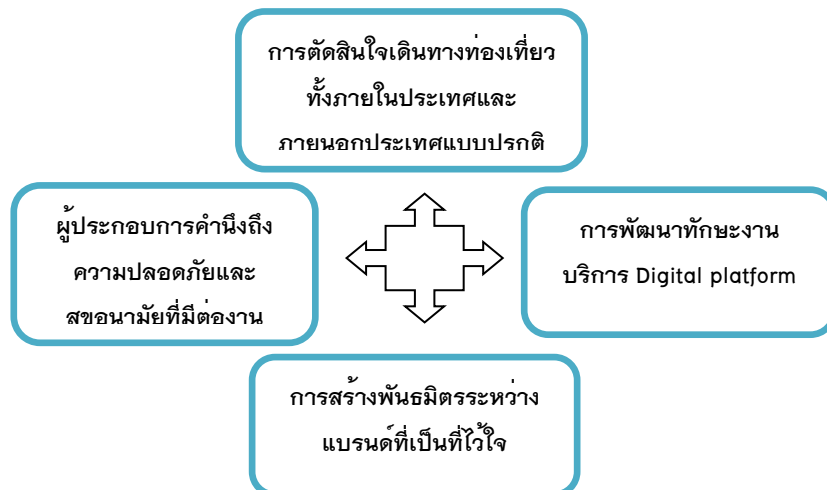 การตัดสินใจเดินทางท่องเที่ยว
ทั้งภายในประเทศและ
ภายนอกประเทศแบบปรกติ
ผู้ประกอบการคำนึงถึง
ความปลอดภัยและ
สขอนามัยที่มีต่องาน
การพัฒนาทักษะงาน
บริการ Digital platform
การสร้างพันธมิตรระหว่าง
แบรนด์ที่เป็นที่ไว้ใจ